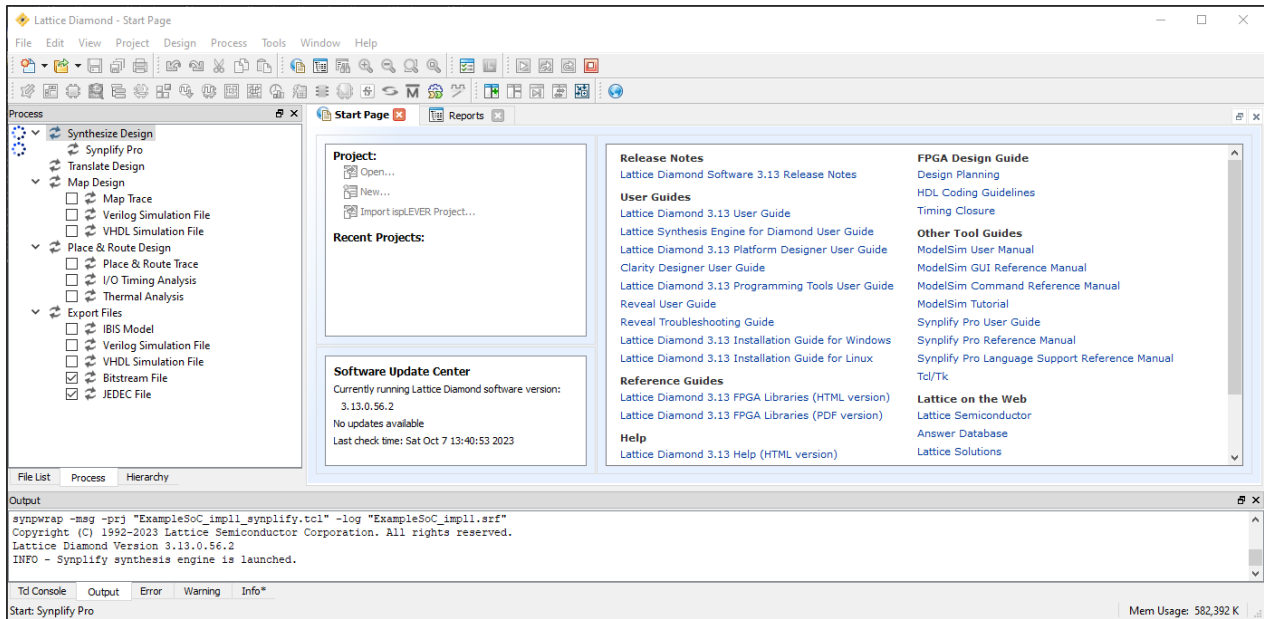 Lattice Diamond - Start Page
File Edit View Project Design Process Tools Window Help
Process
Synthesize Design
Synplify Pro
Translate Design
Map Design
Map Trace
Verilog Simulation File
VHDL Simulation File
Place & Route Design
Place & Route Trace
I/O Timing Analysis
Thermal Analysis
Export Files
IBIS Model
Verilog Simulation File
VHDL Simulation File
Bitstream File
JEDEC File
File List Process Hierarchy
Start Page Reports
Project:
Open...
New...
Import ispLEVER Project...
Recent Projects:
Software Update Center
Currently running Lattice Diamond software version:
3.13.0.56.2
No updates available
Last check time: Sat Oct 7 13:40:53 2023
Release Notes
Lattice Diamond Software 3.13 Release Notes
User Guides
Lattice Diamond 3.13 User Guide
Lattice Synthesis Engine for Diamond User Guide
Lattice Diamond 3.13 Platform Designer User Guide
Clarity Designer User Guide
Lattice Diamond 3.13 Programming Tools User Guide
Reveal User Guide
Reveal Troubleshooting Guide
Lattice Diamond 3.13 Installation Guide for Windows
Lattice Diamond 3.13 Installation Guide for Linux
Reference Guides
Lattice Diamond 3.13 FPGA Libraries (HTML version)
Lattice Diamond 3.13 FPGA Libraries (PDF version)
Help
Lattice Diamond 3.13 Help (HTML version)
FPGA Design Guide
Design Planning
HDL Coding Guidelines
Timing Closure
Other Tool Guides
ModelSim User Manual
ModelSim GUI Reference Manual
ModelSim Command Reference Manual
ModelSim Tutorial
Synplify Pro User Guide
Synplify Pro Reference Manual
Synplify Pro Language Support Reference Manual
Tcl/Tk
Lattice on the Web
Lattice Semiconductor
Answer Database
Lattice Solutions
Output
synpwrap -msg -prj "ExampleSoC_impl1_synplify.tcl" -log "ExampleSoC_impl1.srf"
Copyright (C) 1992-2023 Lattice Semiconductor Corporation. All rights reserved.
Lattice Diamond Version 3.13.0.56.2
INFO - Synplify synthesis engine is launched.
Tcl Console Output Error Warning Info*
Start: Synplify Pro Mem Usage: 582,392 K